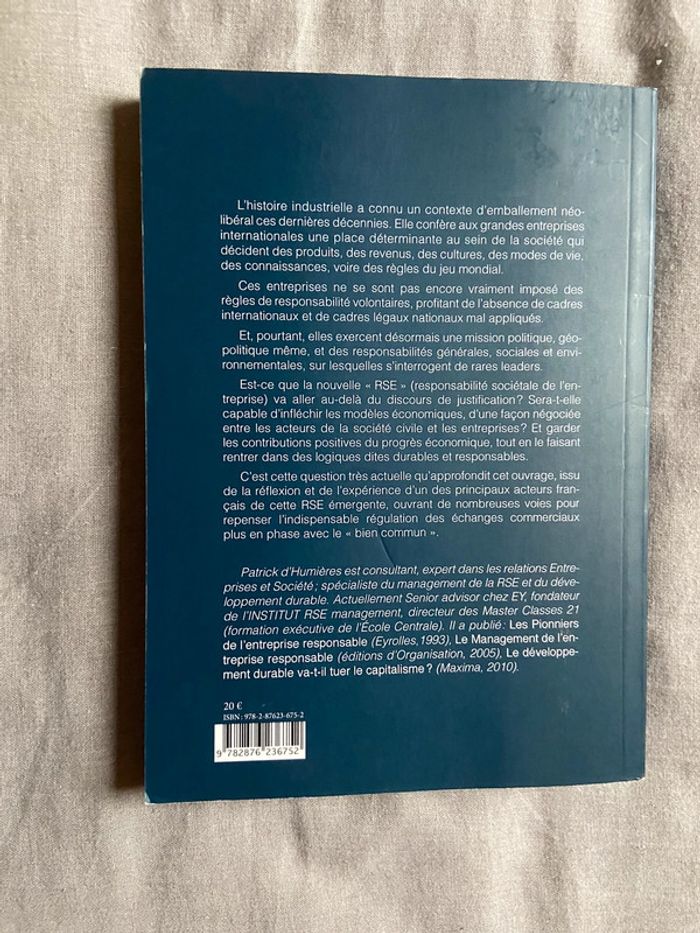 L'histoire industrielle a connu un contexte d'emballement néo-
libéral ces dernières décennies. Elle confère aux grandes entreprises
internationales une place déterminante au sein de la société qui
décident des produits, des revenus, des cultures, des modes de vie,
des connaissances, voire des règles du jeu mondial.
Ces entreprises ne se sont pas encore vraiment imposé des
règles de responsabilité volontaires, profitant de l'absence de cadres
internationaux et de cadres légaux nationaux mal appliqués.
Et, pourtant, elles exercent désormais une mission politique, géo-
politique même, et des responsabilités générales, sociales et envi-
ronnementales, sur lesquelles s'interrogent de rares leaders.
Est-ce que la nouvelle « RSE » (responsabilité sociétale de l'en-
treprise) va aller au-delà du discours de justification ? Sera-t-elle
capable d'infléchir les modèles économiques, d'une façon négociée
entre les acteurs de la société civile et les entreprises ? Et garder
les contributions positives du progrès économique, tout en le faisant
rentrer dans des logiques dites durables et responsables.
C'est cette question très actuelle qu'approfondit cet ouvrage, issu
de la réflexion et de l'expérience d'un des principaux acteurs fran-
çais de cette RSE émergente, ouvrant de nombreuses voies pour
repenser l'indispensable régulation des échanges commerciaux
plus en phase avec le « bien commun ».
Patrick d'Humières est consultant, expert dans les relations Entre-
prises et Société ; spécialiste du management de la RSE et du déve-
loppement durable. Actuellement Senior advisor chez EY, fondateur
de l'INSTITUT RSE management, directeur des Master Classes 21
(formation exécutive de l'École Centrale). Il a publié : Les Pionniers
de l'entreprise responsable (Eyrolles,1993), Le Management de l'en-
treprise responsable (éditions d'Organisation, 2005), Le développe-
ment durable va-t-il tuer le capitalisme ? (Maxima, 2010).
20 €
ISBN : 978-2-87623-675-2
9 782876 236752